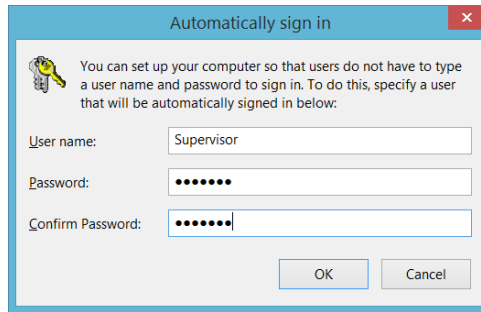 Automatically sign in
You can set up your computer so that users do not have to type
a user name and password to sign in. To do this, specify a user
that will be automatically signed in below:
User name:
Supervisor
Password:
●●●●●●●
Confirm Password:
●●●●●●●
OK
Cancel